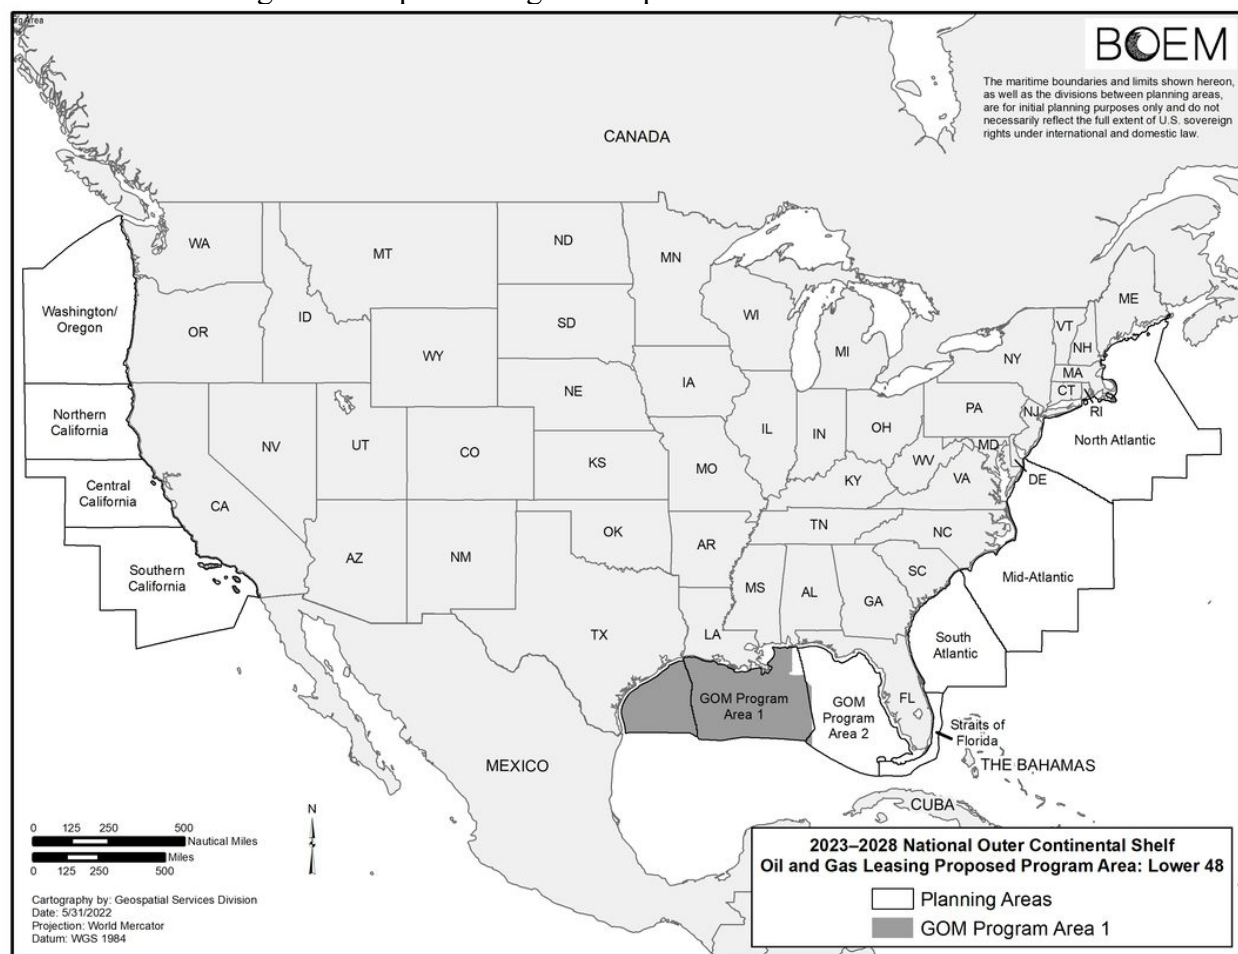 ng Area
BOEM
The maritime boundaries and limits shown hereon,
as well as the divisions between planning areas,
are for initial planning purposes only and do not
necessarily reflect the full extent of U.S. sovereign
rights under international and domestic law.
CANADA
WA
MT
ND
MN
ME
Washington/
Oregon
OR
ID
SD
WI
VT
NH
WY
MI
NY
MA
IA
CT
NE
PA
NJ
RI
Northern
California
North Atlantic
NV
UT
CO
IL
IN
OH
MD
KS
MO
WV
DE
Central
California
CA
KY
VA
OK
TN
NC
AZ
NM
AR
Southern
California
SC
Mid-Atlantic
MS
AL
GA
TX
LA
South
Atlantic
GOM Program
Area 1
GOM
Program
Area 2
FL
Straits of
Florida
MEXICO
THE BAHAMAS
CUBA
N
0 125 250 500
Nautical Miles
Miles
0 125 250 500
Cartography by: Geospatial Services Division
Date: 5/31/2022
Projection: World Mercator
Datum: WGS 1984
2023–2028 National Outer Continental Shelf
Oil and Gas Leasing Proposed Program Area: Lower 48
Planning Areas
GOM Program Area 1